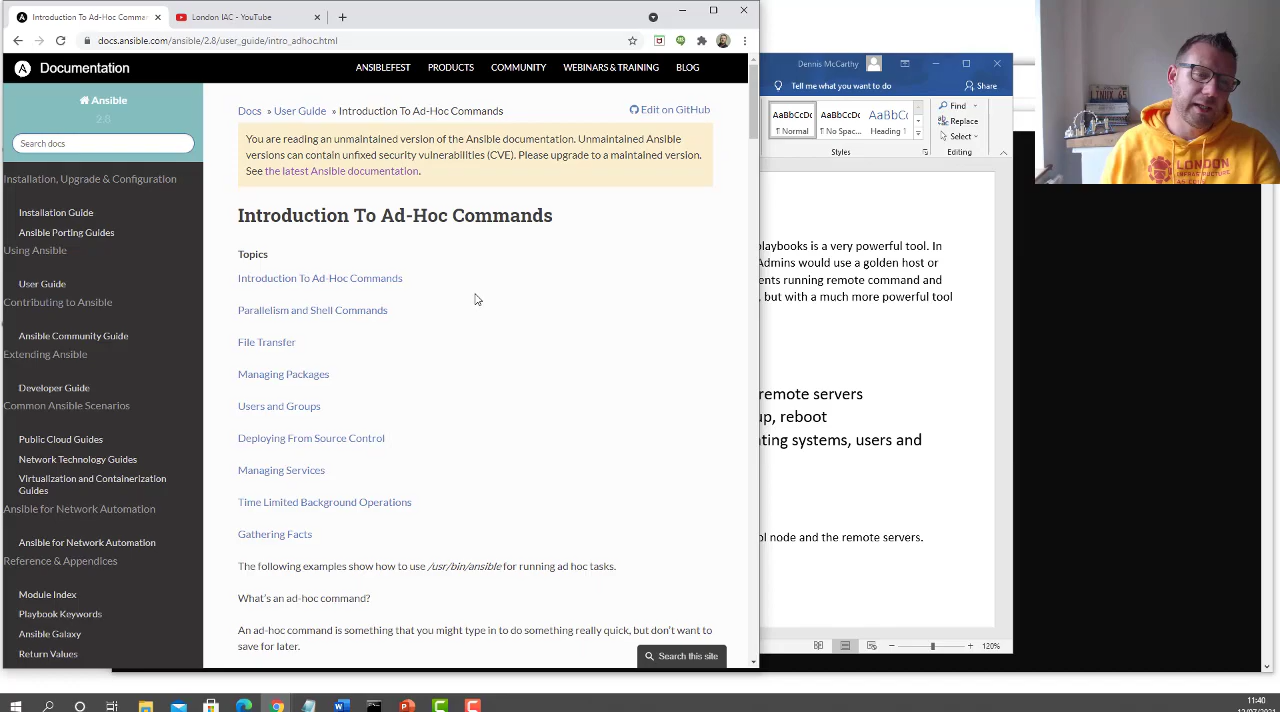 Introduction To Ad-Hoc Comman
London IAC - YouTube
docs.ansible.com/ansible/2.8/user_guide/intro_adhoc.html
Documentation
ANSIBLEFEST
PRODUCTS
COMMUNITY
WEBINARS & TRAINING
BLOG
Ansible
2.8
Search docs
Installation, Upgrade & Configuration
Installation Guide
Ansible Porting Guides
Using Ansible
User Guide
Contributing to Ansible
Ansible Community Guide
Extending Ansible
Developer Guide
Common Ansible Scenarios
Public Cloud Guides
Network Technology Guides
Virtualization and Containerization
Guides
Ansible for Network Automation
Ansible for Network Automation
Reference & Appendices
Module Index
Playbook Keywords
Ansible Galaxy
Return Values
Docs » User Guide » Introduction To Ad-Hoc Commands
Edit on GitHub
You are reading an unmaintained version of the Ansible documentation. Unmaintained Ansible
versions can contain unfixed security vulnerabilities (CVE). Please upgrade to a maintained version.
See the latest Ansible documentation.
Introduction To Ad-Hoc Commands
Topics
Introduction To Ad-Hoc Commands
Parallelism and Shell Commands
File Transfer
Managing Packages
Users and Groups
Deploying From Source Control
Managing Services
Time Limited Background Operations
Gathering Facts
The following examples show how to use /usr/bin/ansible for running ad hoc tasks.
What's an ad-hoc command?
An ad-hoc command is something that you might type in to do something really quick, but don't want to
save for later.
Search this site
Dennis McCarthy
Tell me what you want to do
Share
AaBbCcDc
AaBbCcDc
AaBbCc
¶ Normal
¶ No Spac...
Heading 1
Styles
Find
Replace
Select
Editing
playbooks is a very powerful tool. In
Admins would use a golden host or
ents running remote command and
, but with a much more powerful tool
remote servers
up, reboot
ting systems, users and
ol node and the remote servers.
120%
LONDON
11:40
12/07/2021